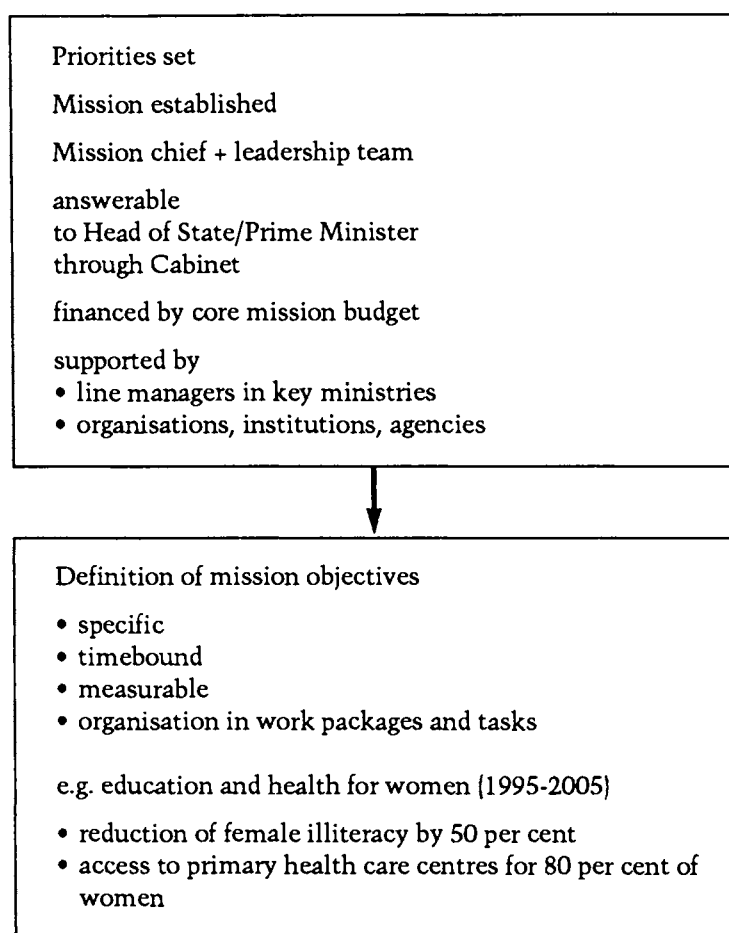 Priorities set
Mission established
Mission chief + leadership team
answerable
to Head of State/Prime Minister
through Cabinet
financed by core mission budget
supported by
• line managers in key ministries
• organisations, institutions, agencies
Definition of mission objectives
• specific
• timebound
• measurable
• organisation in work packages and tasks
e.g. education and health for women (1995-2005)
• reduction of female illiteracy by 50 per cent
• access to primary health care centres for 80 per cent of
women